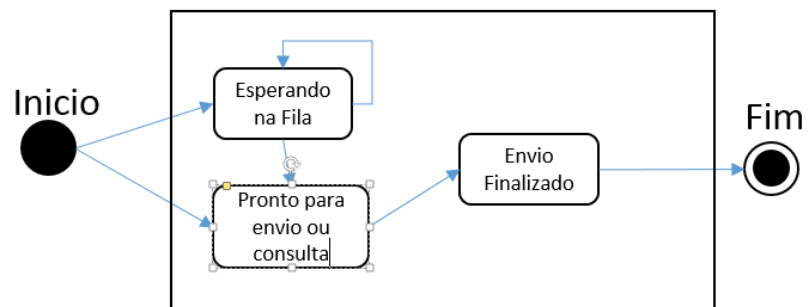 Inicio
Esperando
na Fila
Pronto para
envio ou
consulta
Envio
Finalizado
Fim